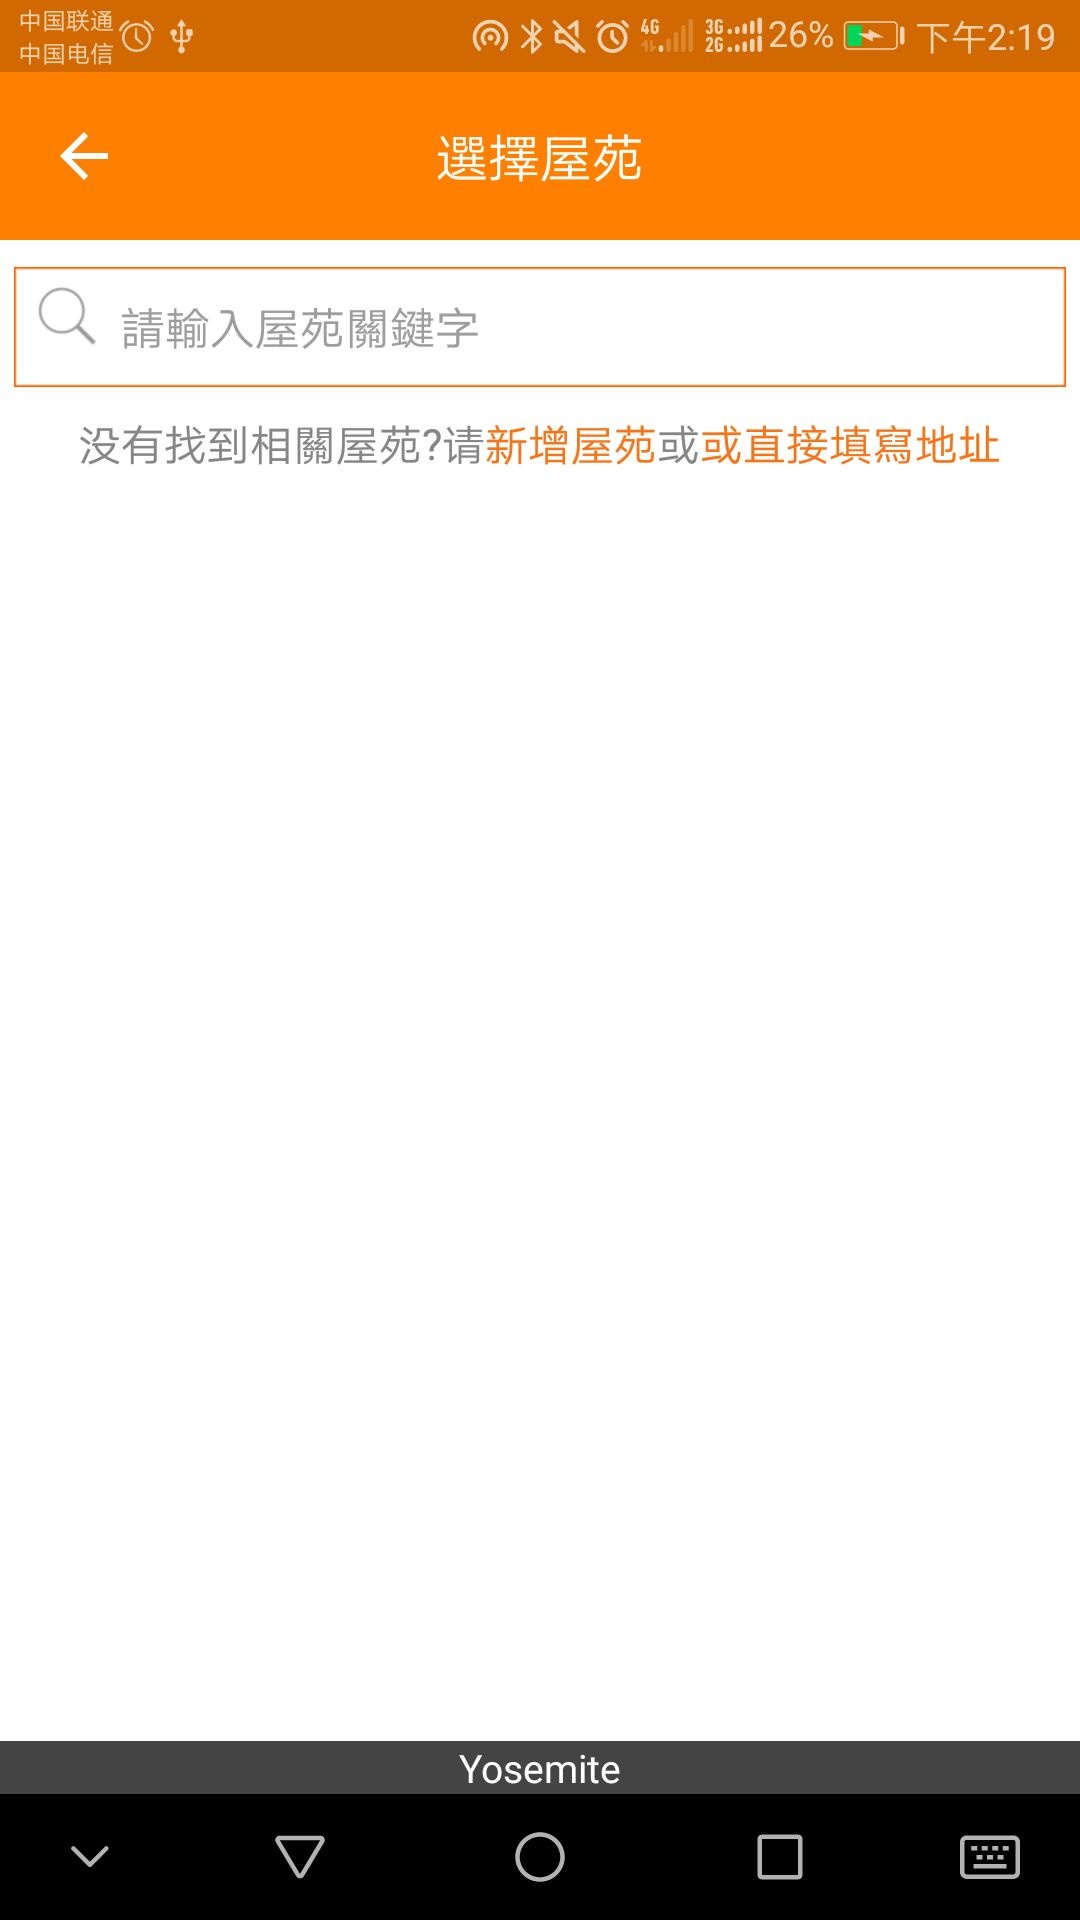 中国联通
中国电信
4G 3G 2G 26% 下午2:19
選擇屋苑
請輸入屋苑關鍵字
没有找到相關屋苑?请新增屋苑或或直接填寫地址
Yosemite